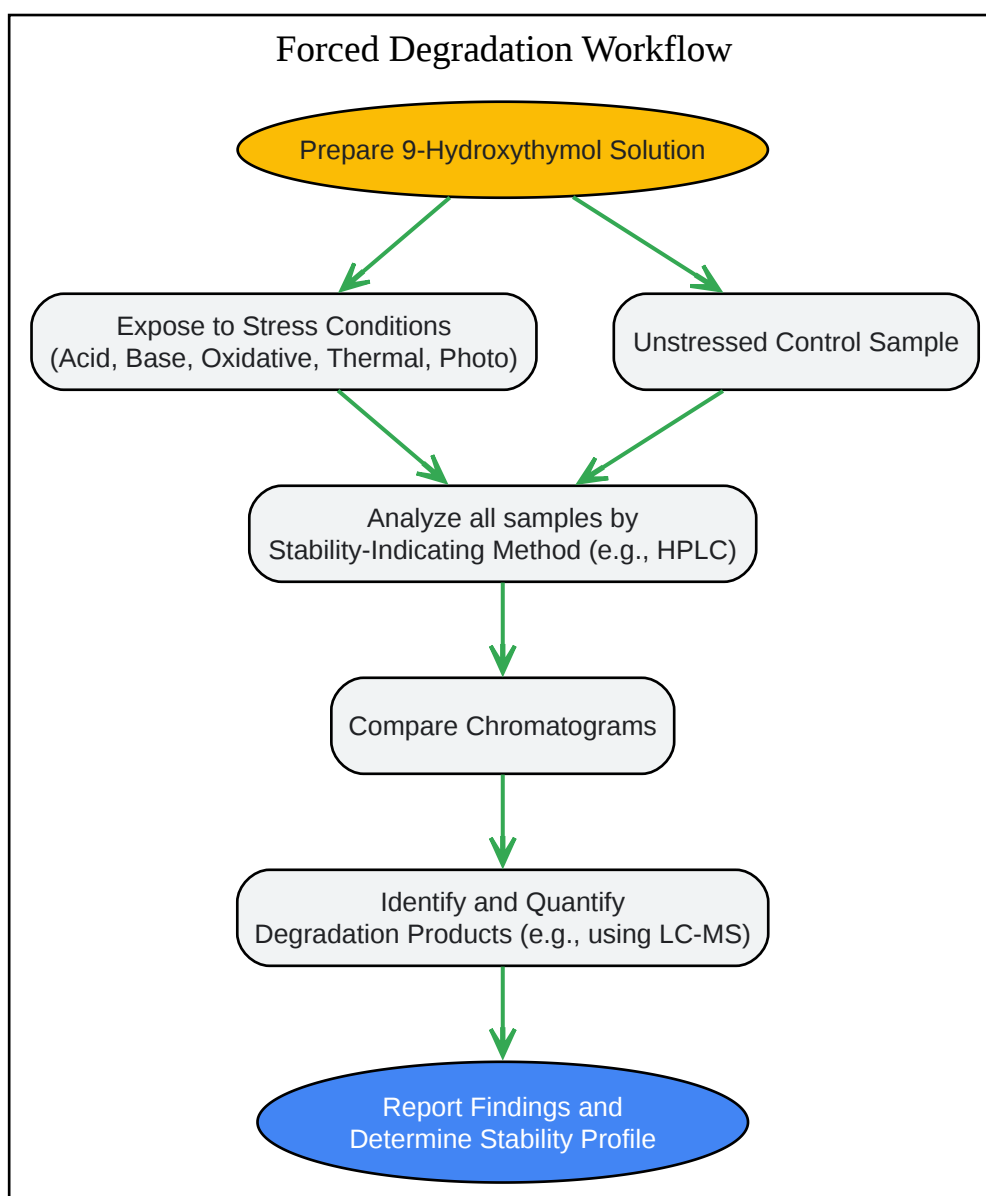 Forced Degradation Workflow
Prepare 9-Hydroxythymol Solution
Expose to Stress Conditions
(Acid, Base, Oxidative, Thermal, Photo)
Unstressed Control Sample
Analyze all samples by
Stability-Indicating Method (e.g., HPLC)
Compare Chromatograms
Identify and Quantify
Degradation Products (e.g., using LC-MS)
Report Findings and
Determine Stability Profile